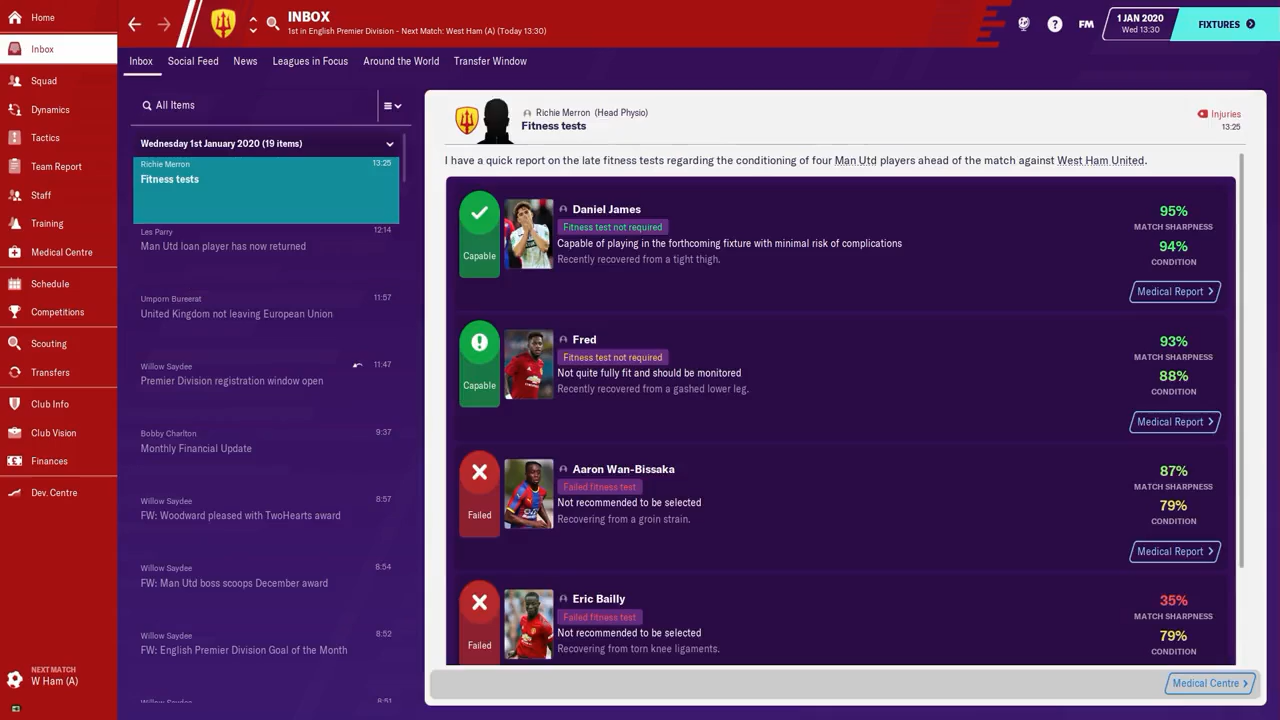 Home
Inbox
Squad
Dynamics
Tactics
Team Report
Staff
Training
Medical Centre
Schedule
Competitions
Scouting
Transfers
Club Info
Club Vision
Finances
Dev. Centre
NEXT MATCH
W Ham (A)
INBOX
1st in English Premier Division - Next Match: West Ham (A) (Today 13:30)
?
FM
1 JAN 2020
Wed 13:30
FIXTURES
Inbox Social Feed News Leagues in Focus Around the World Transfer Window
All Items
Wednesday 1st January 2020 (19 items)
Richie Merron 13:25
Fitness tests
Les Parry 12:14
Man Utd loan player has now returned
Umporn Bureerat 11:57
United Kingdom not leaving European Union
Willow Saydee 11:47
Premier Division registration window open
Bobby Charlton 9:37
Monthly Financial Update
Willow Saydee 8:57
FW: Woodward pleased with TwoHearts award
Willow Saydee 8:54
FW: Man Utd boss scoops December award
Willow Saydee 8:52
FW: English Premier Division Goal of the Month
Willow Saydee 8:51
Richie Merron (Head Physio)
Fitness tests
Injuries
13:25
I have a quick report on the late fitness tests regarding the conditioning of four Man Utd players ahead of the match against West Ham United.
Capable
Daniel James
Fitness test not required
Capable of playing in the forthcoming fixture with minimal risk of complications
Recently recovered from a tight thigh.
95%
MATCH SHARPNESS
94%
CONDITION
Medical Report
Capable
Fred
Fitness test not required
Not quite fully fit and should be monitored
Recently recovered from a gashed lower leg.
93%
MATCH SHARPNESS
88%
CONDITION
Medical Report
Failed
Aaron Wan-Bissaka
Failed fitness test
Not recommended to be selected
Recovering from a groin strain.
87%
MATCH SHARPNESS
79%
CONDITION
Medical Report
Failed
Eric Bailly
Failed fitness test
Not recommended to be selected
Recovering from torn knee ligaments.
35%
MATCH SHARPNESS
79%
CONDITION
Medical Centre